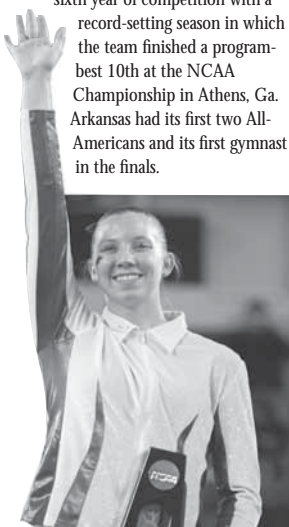 sixth year of competition with a
record-setting season in which
the team finished a program-
best 10th at the NCAA
Championship in Athens, Ga.
Arkansas had its first two All-
Americans and its first gymnast
in the finals.
NCAA